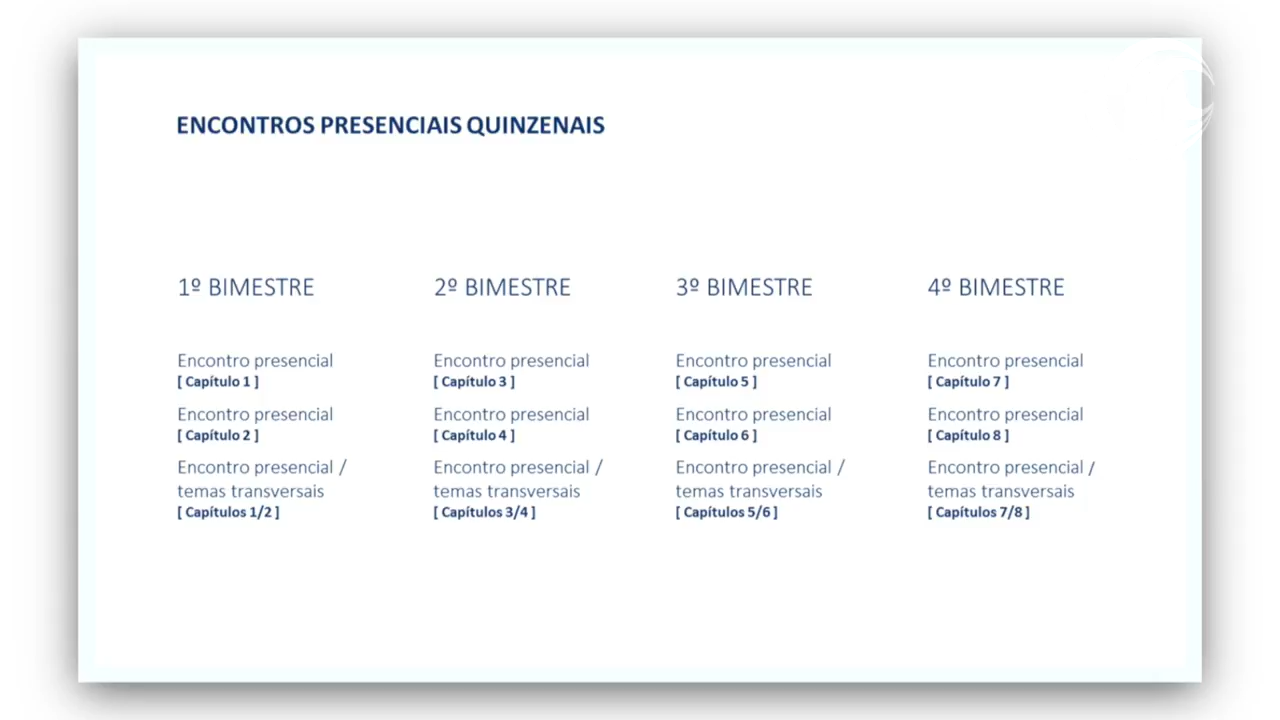 ENCONTROS PRESENCIAIS QUINZENAIS
1º BIMESTRE
Encontro presencial
[ Capítulo 1 ]
Encontro presencial
[ Capítulo 2 ]
Encontro presencial /
temas transversais
[ Capítulos 1/2 ]
2º BIMESTRE
Encontro presencial
[ Capítulo 3 ]
Encontro presencial
[ Capítulo 4 ]
Encontro presencial /
temas transversais
[ Capítulos 3/4 ]
3º BIMESTRE
Encontro presencial
[ Capítulo 5 ]
Encontro presencial
[ Capítulo 6 ]
Encontro presencial /
temas transversais
[ Capítulos 5/6 ]
4º BIMESTRE
Encontro presencial
[ Capítulo 7 ]
Encontro presencial
[ Capítulo 8 ]
Encontro presencial /
temas transversais
[ Capítulos 7/8 ]